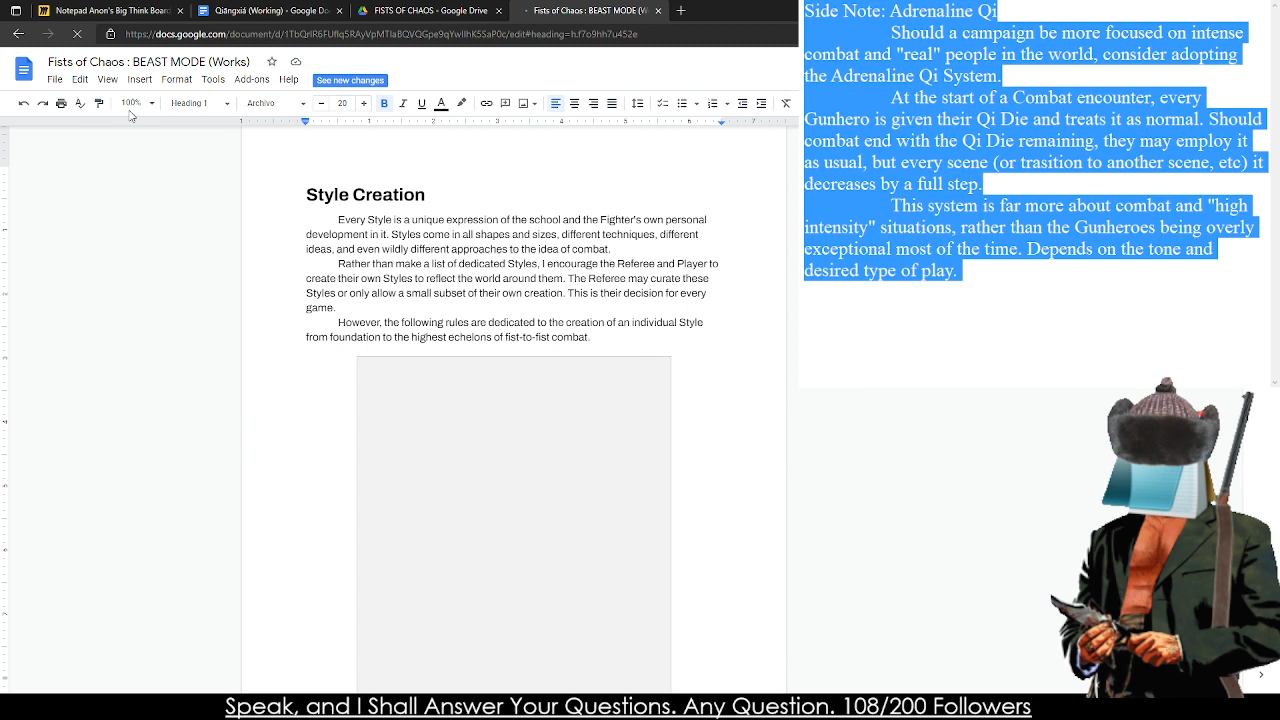 Notepad Anon's Big Think Board
Qiāngxiá (Working) - Google Do
FISTS OF CHAOS - Google Drive
Fists of Chaos: BEAST MODE (W
https://docs.google.com/document/d/1TbQrIR6FUflq5RAyVpMTIaBQVQGpe9qYwIlhK5SaP0c/edit#heading=h.f7o9hh7u452e
Fists of Chaos : BEAST MODE (Works)
File Edit View Insert Format Tools Add-ons Help
See new changes
100% Heading 1 Archivo 20
Style Creation
Every Style is a unique expression of the school and the Fighter's own personal
development in it. Styles come in all shapes and sizes, different techniques, different
ideas, and even wildly different approaches to the idea of combat.
Rather than make a list of dedicated Styles, I encourage the Referee and Player to
create their own Styles to reflect the world around them. The Referee may curate these
Styles or only allow a small subset of their own creation. This is their decision for every
game.
However, the following rules are dedicated to the creation of an individual Style
from foundation to the highest echelons of fist-to-fist combat.
Side Note: Adrenaline Qi
Should a campaign be more focused on intense
combat and "real" people in the world, consider adopting
the Adrenaline Qi System.
At the start of a Combat encounter, every
Gunhero is given their Qi Die and treats it as normal. Should
combat end with the Qi Die remaining, they may employ it
as usual, but every scene (or trasition to another scene, etc) it
decreases by a full step.
This system is far more about combat and "high
intensity" situations, rather than the Gunheroes being overly
exceptional most of the time. Depends on the tone and
desired type of play.
Speak, and I Shall Answer Your Questions. Any Question. 108/200 Followers